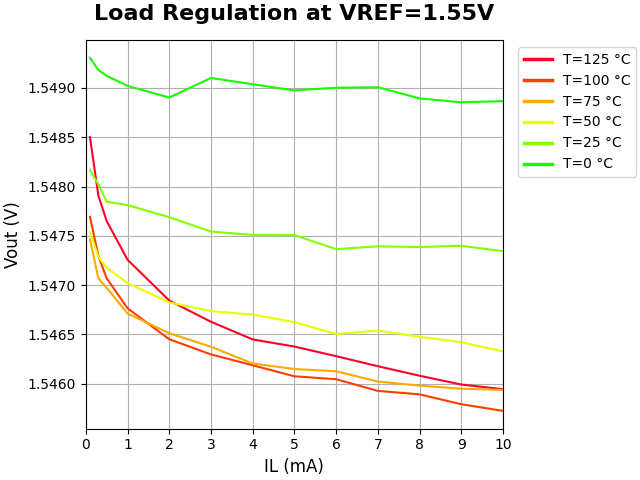 Load Regulation at VREF=1.55V
T=125 °C
T=100 °C
T=75 °C
T=50 °C
T=25 °C
T=0 °C
1.5490
1.5485
1.5480
1.5475
1.5470
1.5465
1.5460
Vout (V)
0 1 2 3 4 5 6 7 8 9 10
IL (mA)